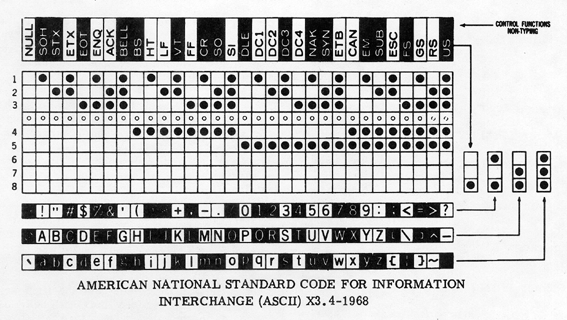 NULL SOH STX ETX EOT ENQ ACK BELL BS HT LF VT FF CR SO SI DLE DC1 DC2 DC3 DC4 NAK SYN ETB CAN EM SUB ESC FS GS RS US
CONTROL FUNCTIONS
NON-TYPING
1
2
3
4
5
6
7
8
! " # $ % & ' ( + - . 0 1 2 3 4 5 6 7 8 9 : ; < = > ?
A B C D E F G H I J K L M N O P Q R S T U V W X Y Z [ \ ] ^ _
a b c d e f g h i j k l m n o p q r s t u v w x y z { | } ~
AMERICAN NATIONAL STANDARD CODE FOR INFORMATION
INTERCHANGE (ASCII) X3.4-1968